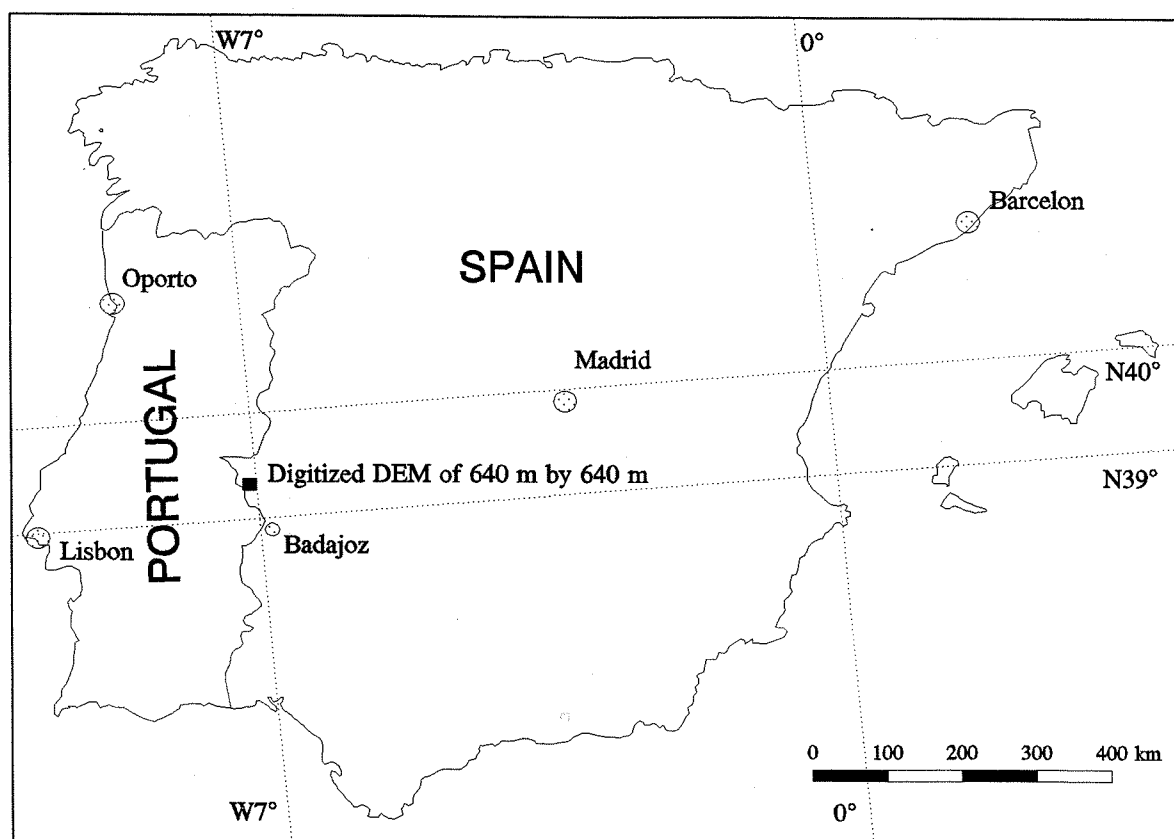 W7°
0°
Barcelon
Oporto
SPAIN
Madrid
N40°
PORTUGAL
Digitized DEM of 640 m by 640 m
N39°
Lisbon
Badajoz
0 100 200 300 400 km
W7°
0°